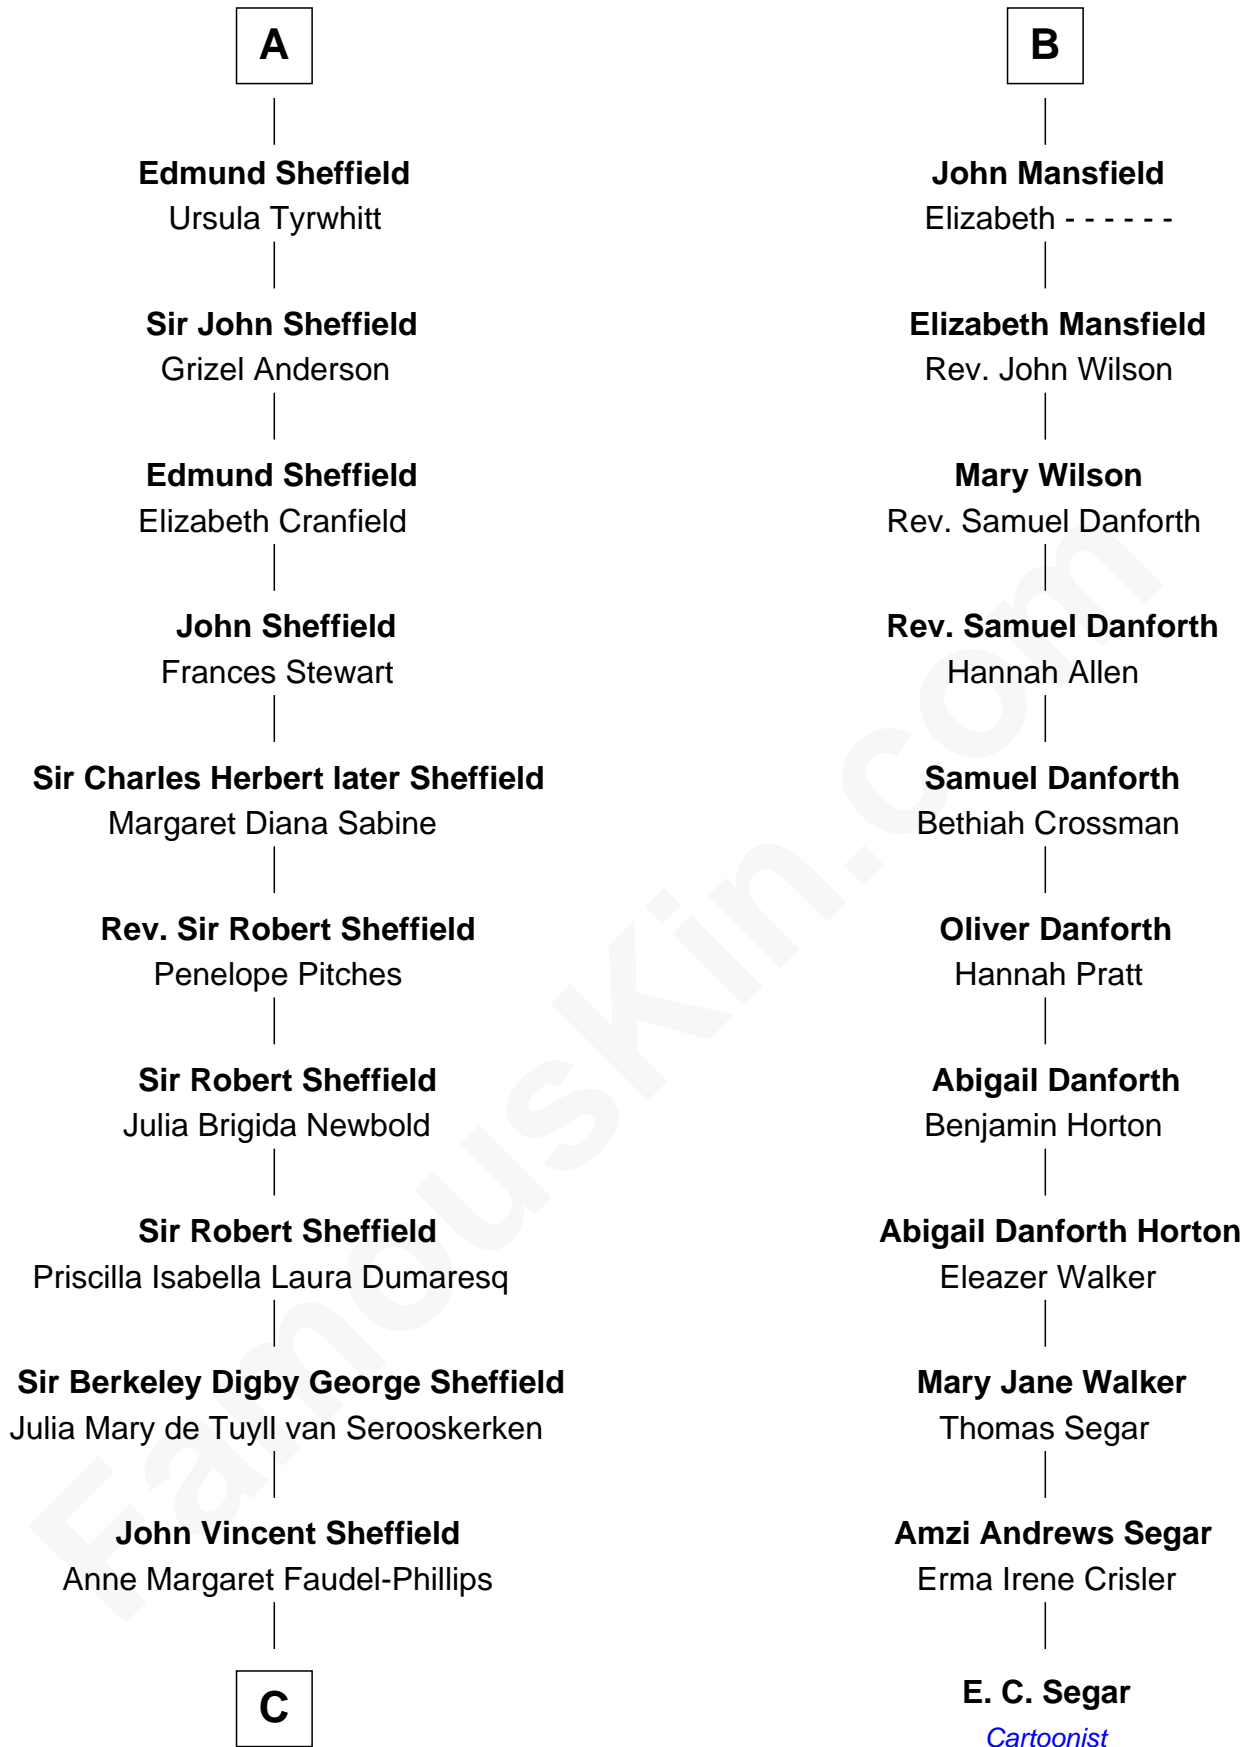 A
Edmund Sheffield
Ursula Tyrwhitt
Sir John Sheffield
Grizel Anderson
Edmund Sheffield
Elizabeth Cranfield
John Sheffield
Frances Stewart
Sir Charles Herbert later Sheffield
Margaret Diana Sabine
Rev. Sir Robert Sheffield
Penelope Pitches
Sir Robert Sheffield
Julia Brigida Newbold
Sir Robert Sheffield
Priscilla Isabella Laura Dumaresq
Sir Berkeley Digby George Sheffield
Julia Mary de Tuyll van Serooskerken
John Vincent Sheffield
Anne Margaret Faudel-Phillips
C
B
John Mansfield
Elizabeth - - - - - -
Elizabeth Mansfield
Rev. John Wilson
Mary Wilson
Rev. Samuel Danforth
Rev. Samuel Danforth
Hannah Allen
Samuel Danforth
Bethiah Crossman
Oliver Danforth
Hannah Pratt
Abigail Danforth
Benjamin Horton
Abigail Danforth Horton
Eleazer Walker
Mary Jane Walker
Thomas Segar
Amzi Andrews Segar
Erma Irene Crisler
E. C. Segar
Cartoonist
FamousKin.com